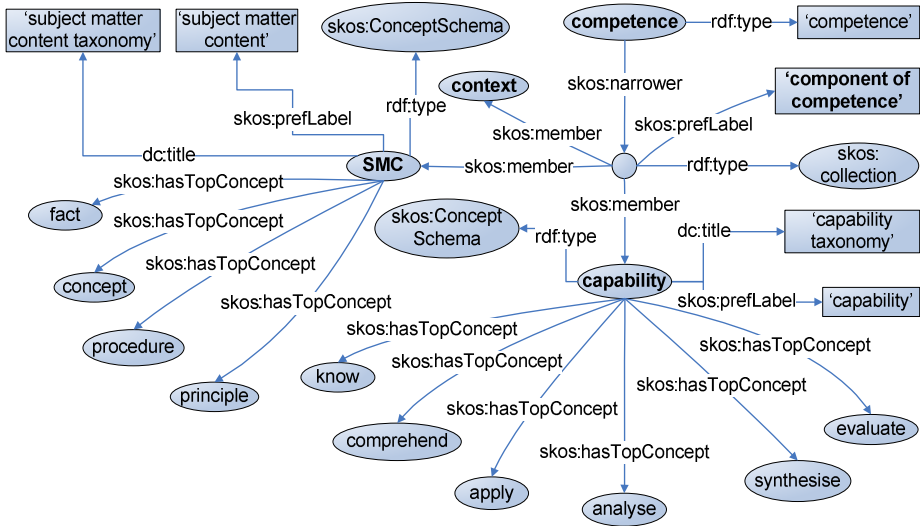 ‘subject matter
content taxonomy’
‘subject matter
content’
skos:ConceptSchema
competence
rdf:type
‘competence’
context
skos:narrower
‘component of
competence’
rdf:type
skos:prefLabel
skos:member
skos:prefLabel
dc:title
SMC
skos:member
rdf:type
skos:
collection
skos:hasTopConcept
fact
skos:hasTopConcept
skos:Concept
Schema
skos:member
rdf:type
dc:title
‘capability
taxonomy’
skos:hasTopConcept
concept
skos:hasTopConcept
capability
skos:prefLabel
‘capability’
procedure
skos:hasTopConcept
skos:hasTopConcept
skos:hasTopConcept
principle
know
skos:hasTopConcept
skos:hasTopConcept
comprehend
evaluate
skos:hasTopConcept
apply
analyse
synthesise